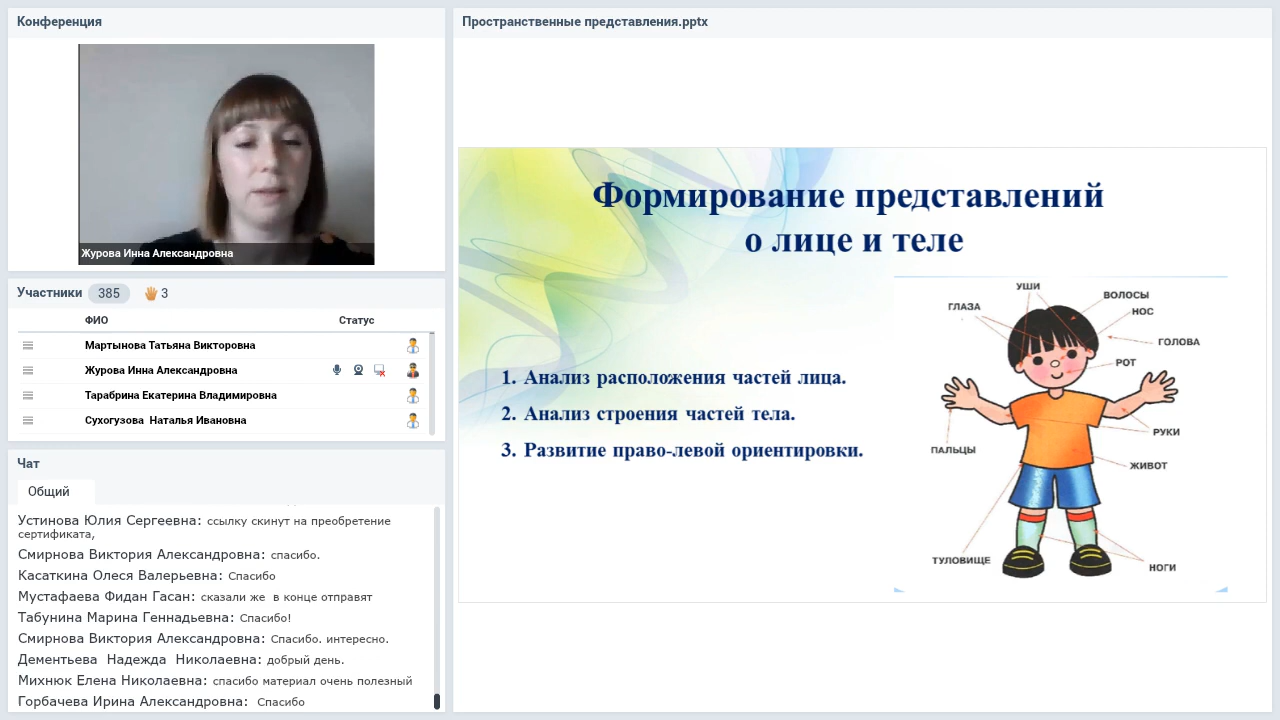 Конференция
Журова Инна Александровна
Участники 385 3
ФИО Статус
Мартынова Татьяна Викторовна
Журова Инна Александровна
Тарабрина Екатерина Владимировна
Сухогузова Наталья Ивановна
Чат
Общий
Устинова Юлия Сергеевна: ссылку скинут на преобретение
сертификата,
Смирнова Виктория Александровна: спасибо.
Касаткина Олеся Валерьевна: Спасибо
Мустафаева Фидан Гасан: сказали же в конце отправят
Табунина Марина Геннадьевна: Спасибо!
Смирнова Виктория Александровна: Спасибо. интересно.
Дементьева Надежда Николаевна: добрый день.
Михнюк Елена Николаевна: спасибо материал очень полезный
Горбачева Ирина Александровна: Спасибо
Пространственные представления.pptx
Формирование представлений
о лице и теле
1. Анализ расположения частей лица.
2. Анализ строения частей тела.
3. Развитие право-левой ориентировки.
УШИ
ВОЛОСЫ
ГЛАЗА
НОС
ГОЛОВА
РОТ
РУКИ
ПАЛЬЦЫ
ЖИВОТ
ТУЛОВИЩЕ
НОГИ